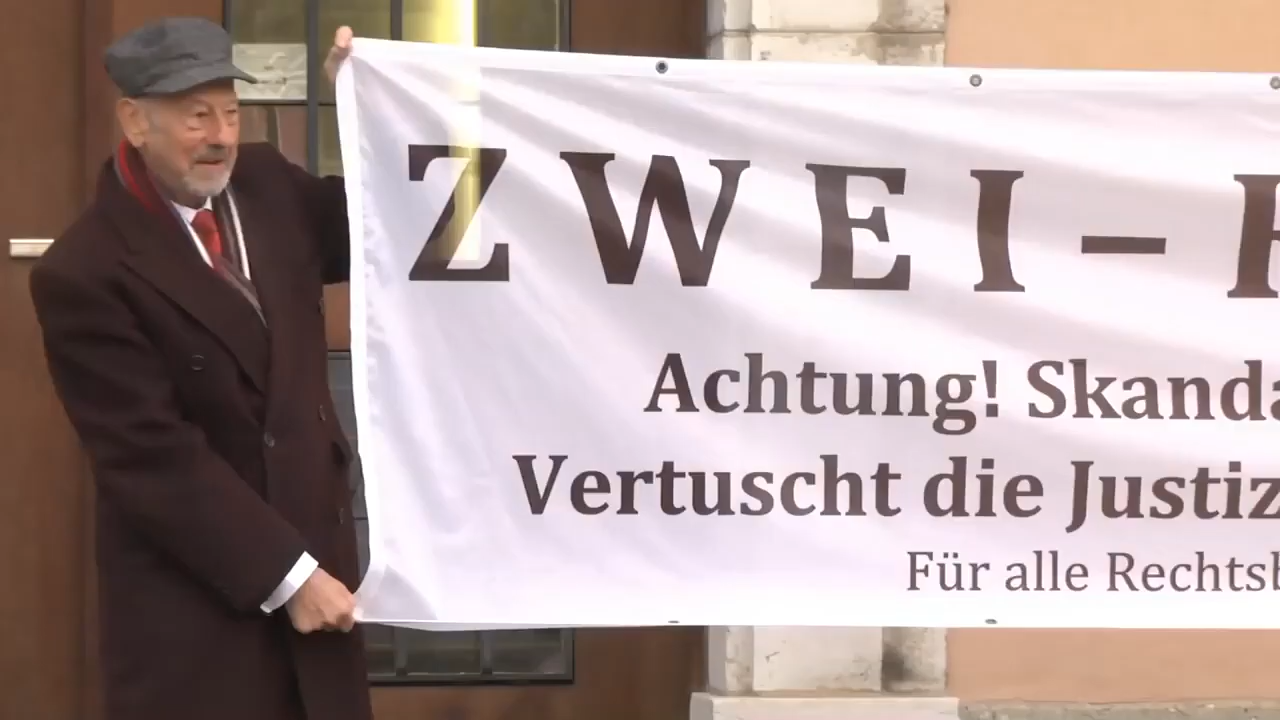 ZWEI–
Achtung! Skanda
Vertuscht die Justiz
Für alle Rechtsb